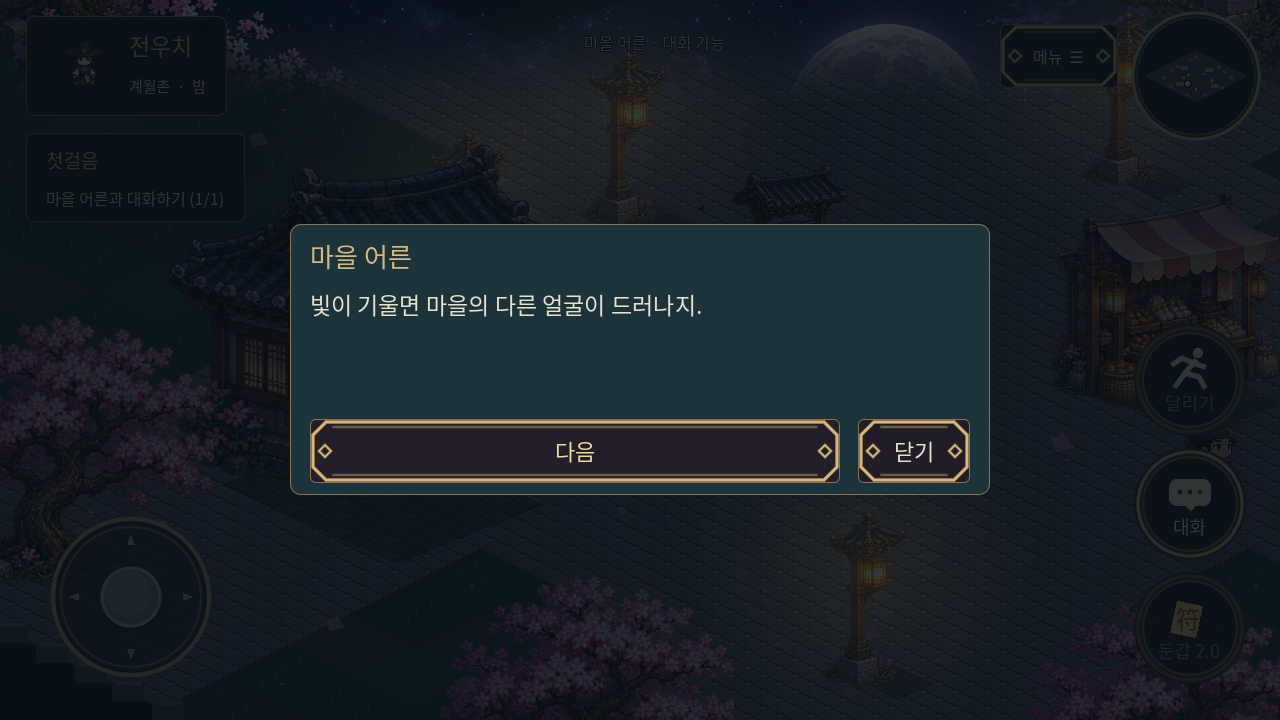 전우치
계월촌 · 밤
첫걸음
마을 어른과 대화하기 (1/1)
마을 어른 · 대화 가능
메뉴 ☰
마을 어른
빛이 기울면 마을의 다른 얼굴이 드러나지.
다음
닫기
달리기
대화
符
둔갑 2.0